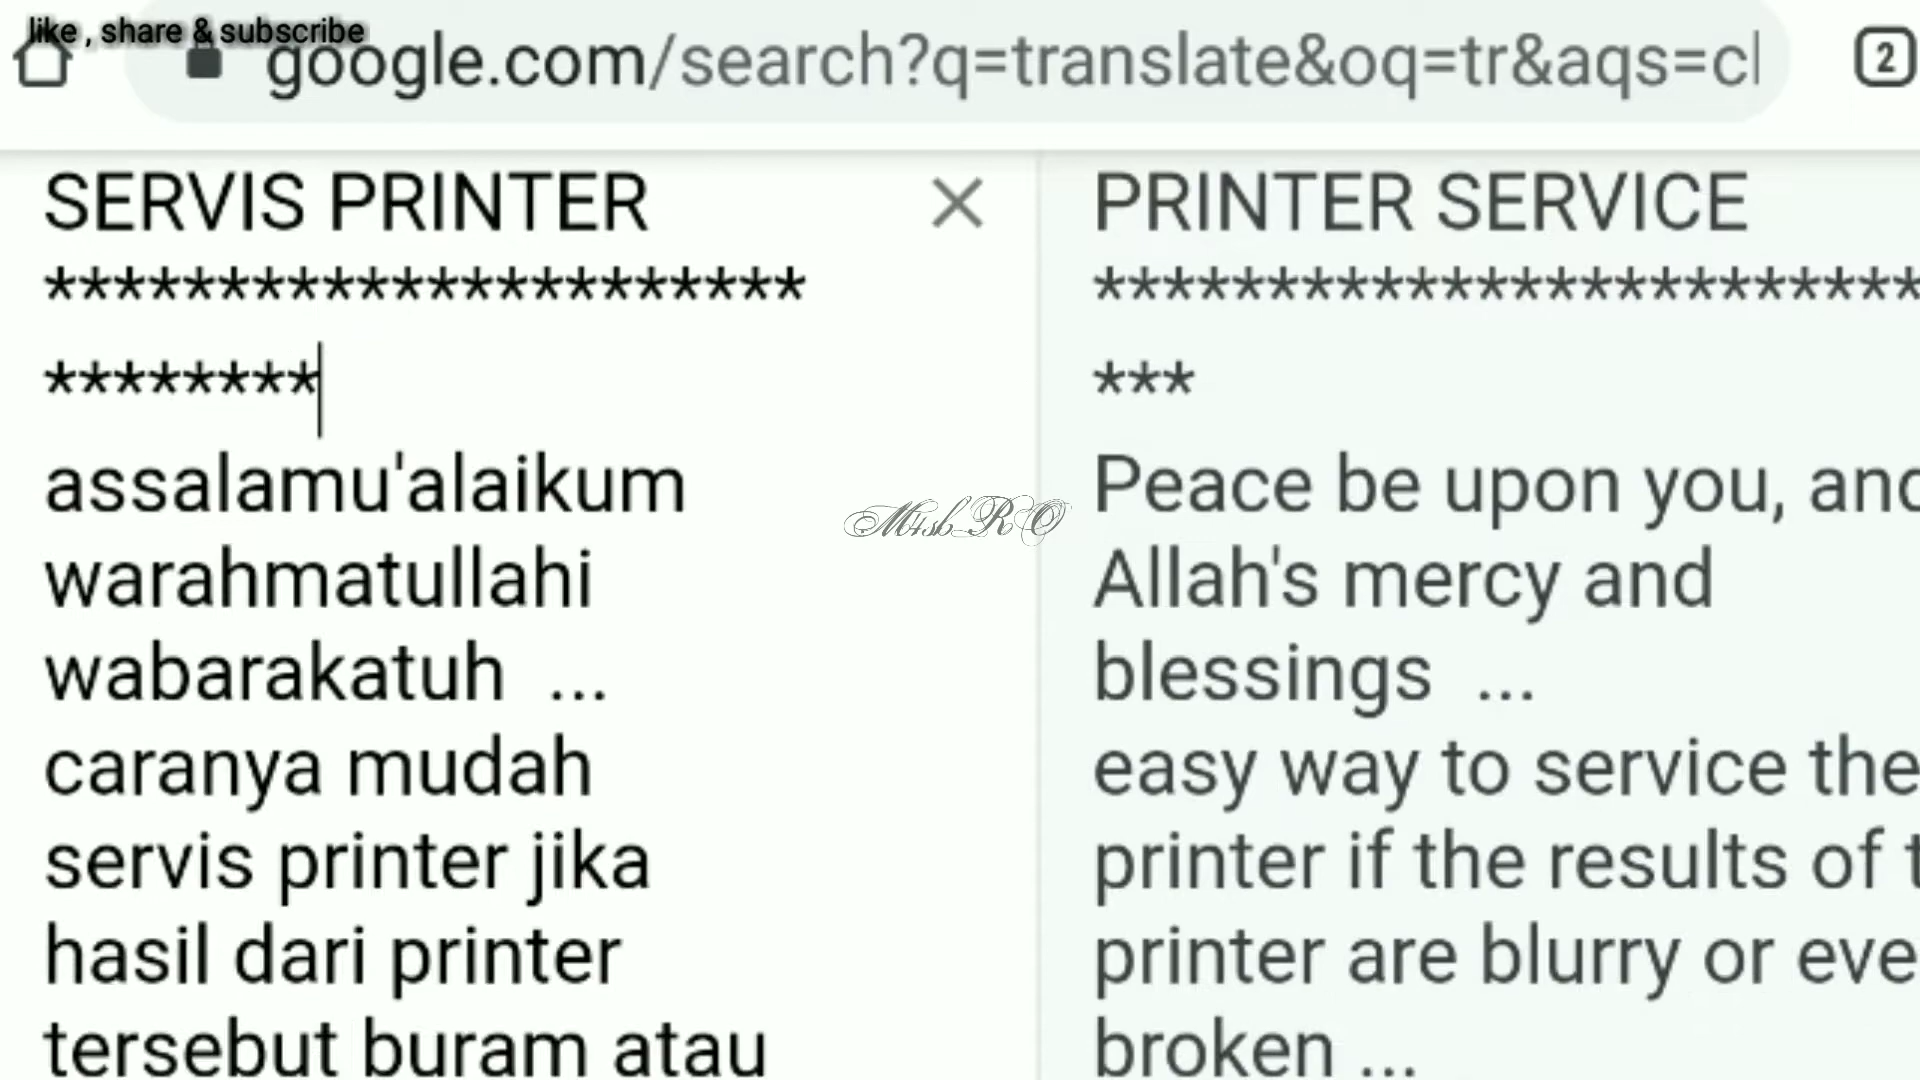 like , share & subscribe
google.com/search?q=translate&oq=tr&aqs=cl
2
SERVIS PRINTER
**********************
********
assalamu'alaikum
warahmatullahi
wabarakatuh ...
caranya mudah
servis printer jika
hasil dari printer
tersebut buram atau
PRINTER SERVICE
************************
***
Peace be upon you, and
Allah's mercy and
blessings ...
easy way to service the
printer if the results of t
printer are blurry or eve
broken ...
M4sb_RO